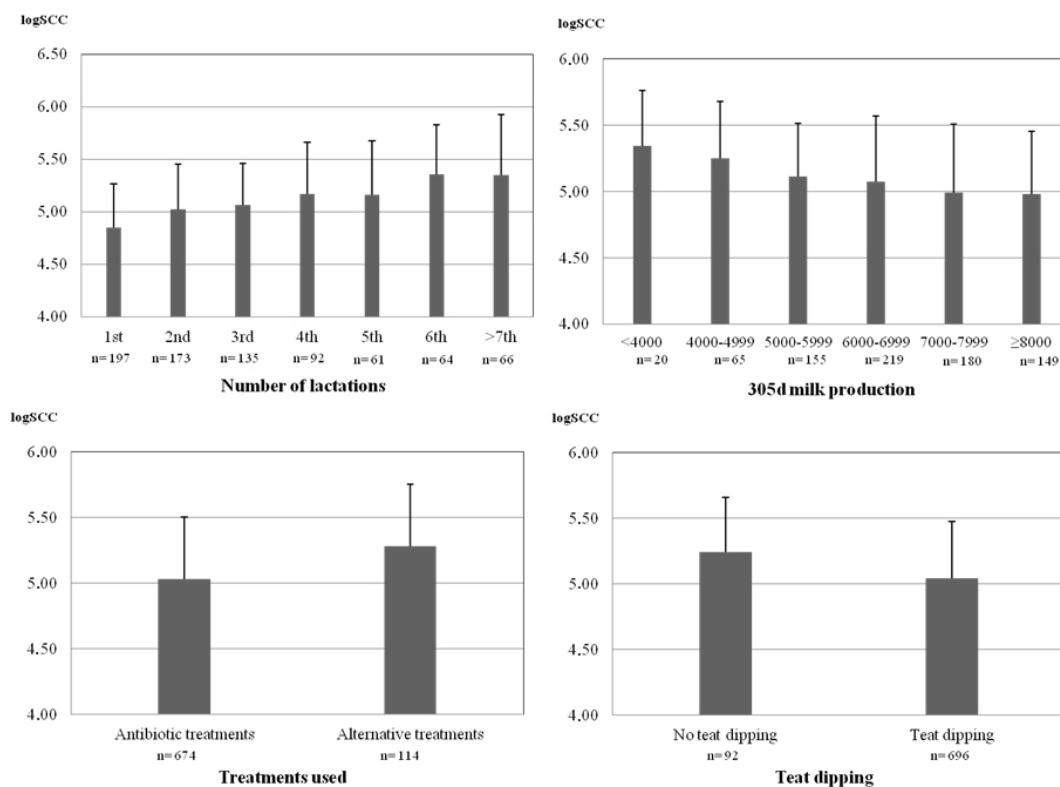 logSCC
6.50
6.00
5.50
5.00
4.50
4.00
1st 2nd 3rd 4th 5th 6th >7th
n=197 n=173 n=135 n=92 n=61 n=64 n=66
Number of lactations
logSCC
6.00
5.50
5.00
4.50
4.00
<4000 4000-4999 5000-5999 6000-6999 7000-7999 ≥8000
n=20 n=65 n=155 n=219 n=180 n=149
305d milk production
logSCC
6.00
5.50
5.00
4.50
4.00
Antibiotic treatments Alternative treatments
n=674 n=114
Treatments used
logSCC
6.00
5.50
5.00
4.50
4.00
No teat dipping Teat dipping
n=92 n=696
Teat dipping